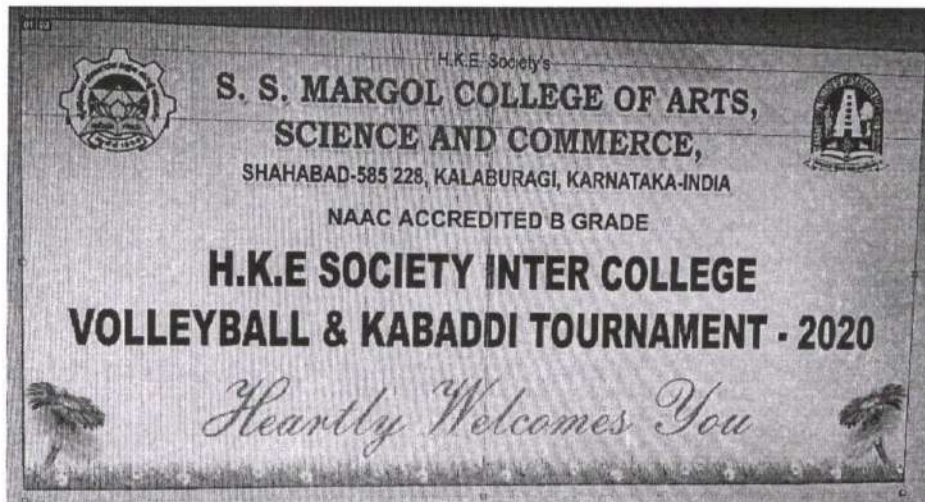 H.K.E. Society's
S. S. MARGOL COLLEGE OF ARTS,
SCIENCE AND COMMERCE,
SHAHABAD-585 228, KALABURAGI, KARNATAKA-INDIA
NAAC ACCREDITED B GRADE
H.K.E SOCIETY INTER COLLEGE
VOLLEYBALL & KABADDI TOURNAMENT - 2020
Heartly Welcomes You